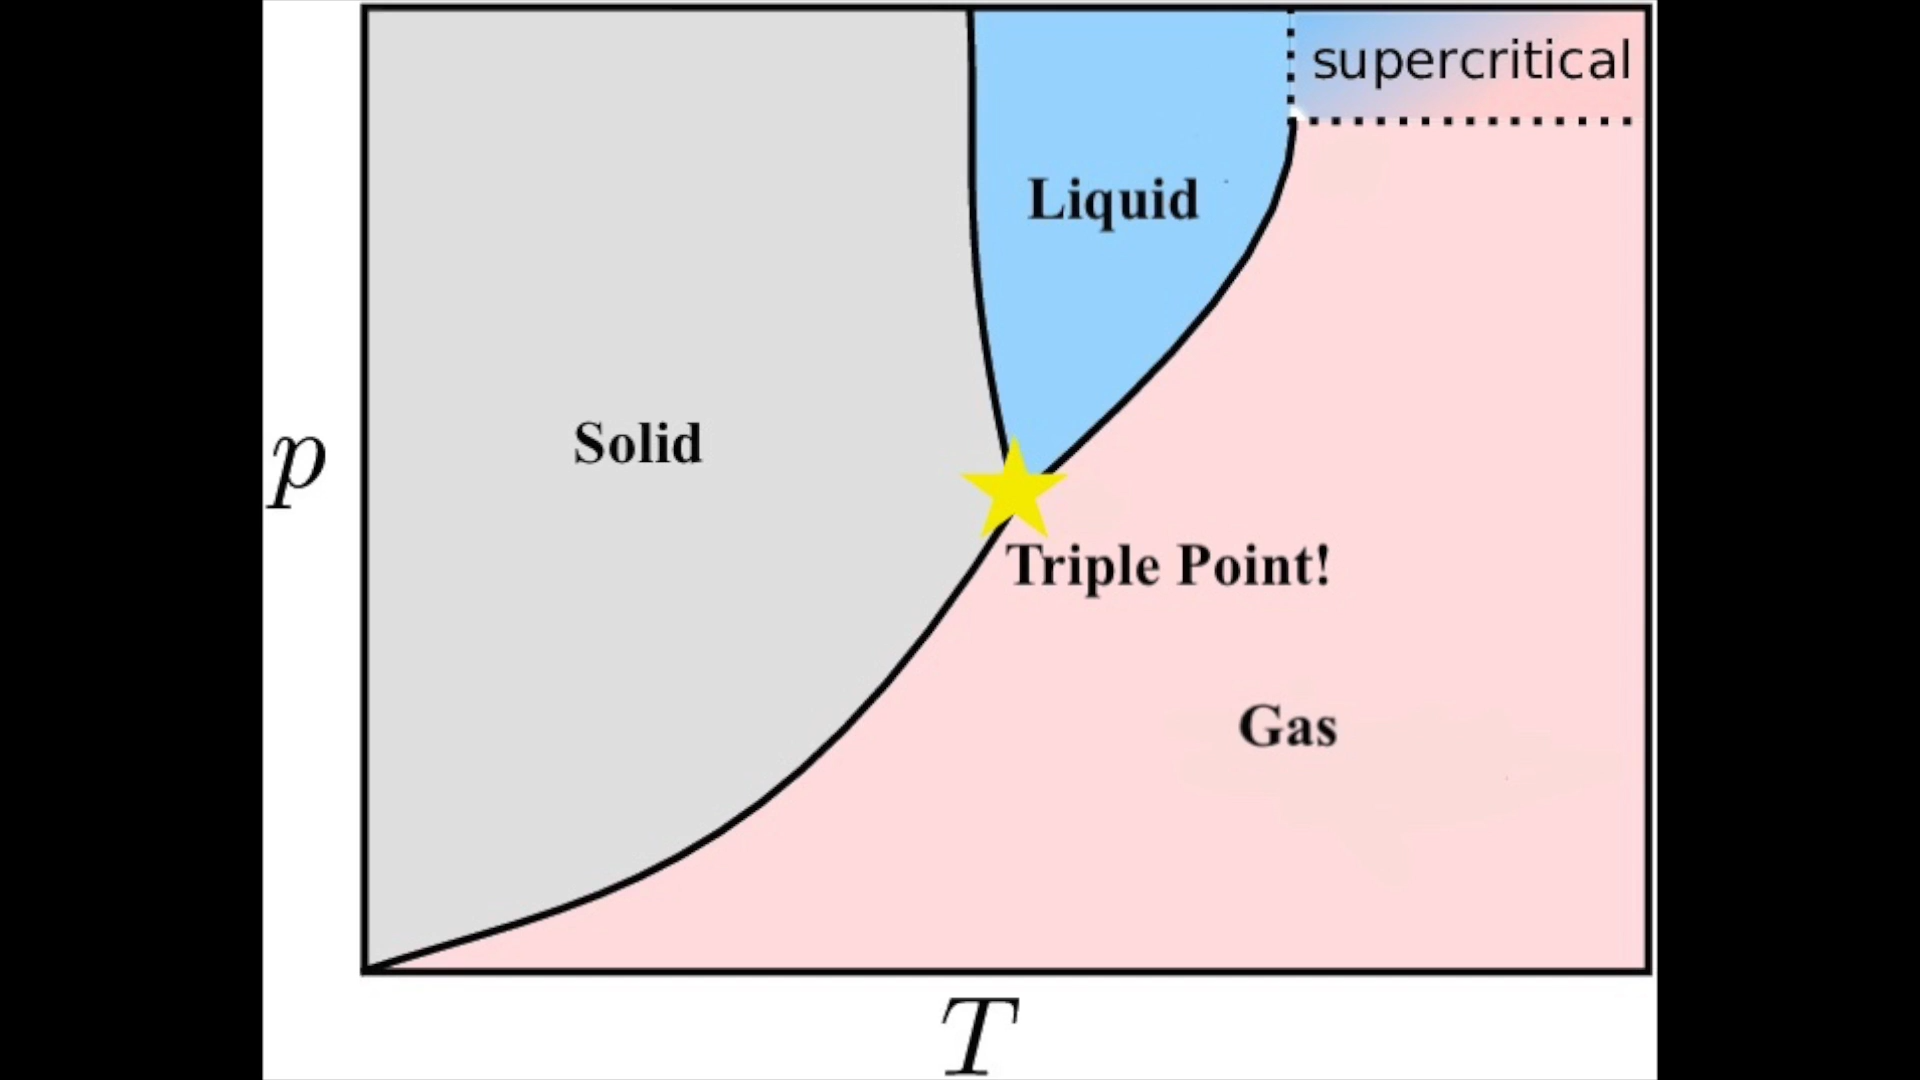 supercritical
Liquid
Solid
p
Triple Point!
Gas
T